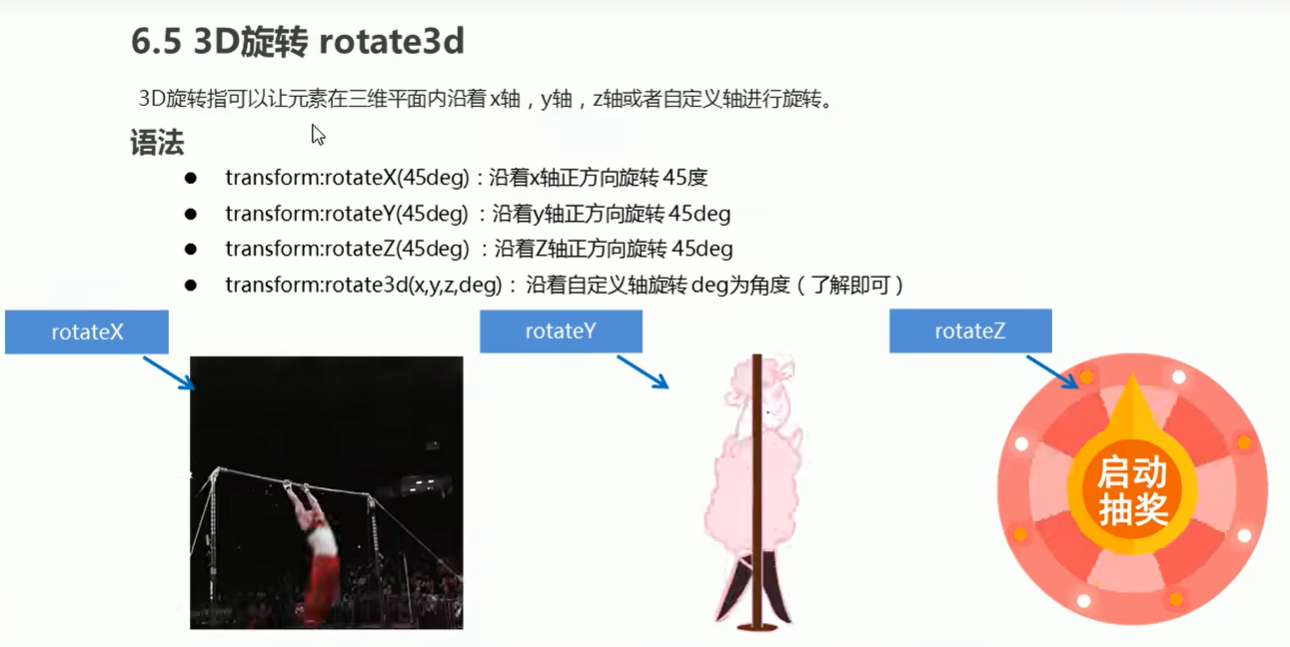 6.5 3D旋转 rotate3d
3D旋转指可以让元素在三维平面内沿着 x轴，y轴，z轴或者自定义轴进行旋转。
语法
● transform:rotateX(45deg)：沿着x轴正方向旋转 45度
● transform:rotateY(45deg) ：沿着y轴正方向旋转 45deg
● transform:rotateZ(45deg) ：沿着Z轴正方向旋转 45deg
● transform:rotate3d(x,y,z,deg)： 沿着自定义轴旋转 deg为角度（了解即可）
rotateX
rotateY
rotateZ
启动
抽奖